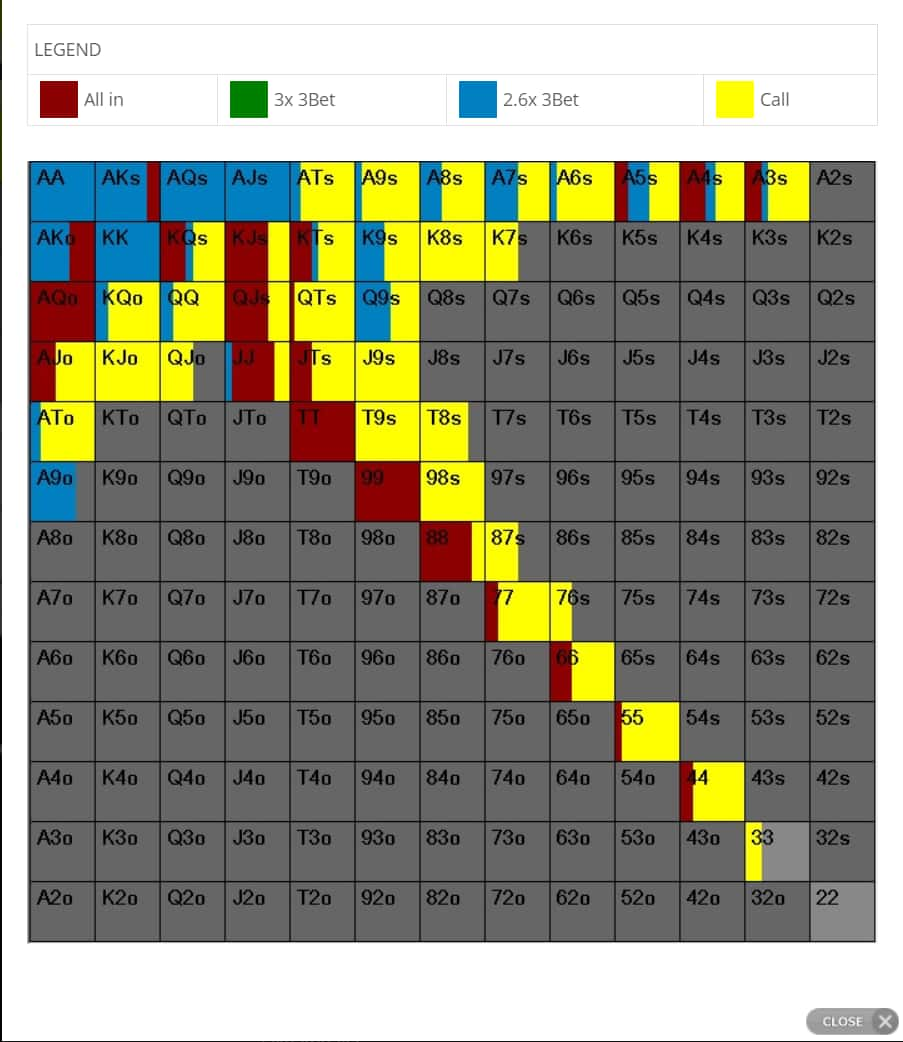 LEGEND
All in 3x 3Bet 2.6x 3Bet Call
AA AKs AQs AJs ATs A9s A8s A7s A6s A5s A4s A3s A2s
AKo KK KQs KJs KTs K9s K8s K7s K6s K5s K4s K3s K2s
AQo KQo QQ QJs QTs Q9s Q8s Q7s Q6s Q5s Q4s Q3s Q2s
AJo KJo QJo JJ JTs J9s J8s J7s J6s J5s J4s J3s J2s
ATo KTo QTo JTo TT T9s T8s T7s T6s T5s T4s T3s T2s
A9o K9o Q9o J9o T9o 99 98s 97s 96s 95s 94s 93s 92s
A8o K8o Q8o J8o T8o 98o 88 87s 86s 85s 84s 83s 82s
A7o K7o Q7o J7o T7o 97o 87o 77 76s 75s 74s 73s 72s
A6o K6o Q6o J6o T6o 96o 86o 76o 66 65s 64s 63s 62s
A5o K5o Q5o J5o T5o 95o 85o 75o 65o 55 54s 53s 52s
A4o K4o Q4o J4o T4o 94o 84o 74o 64o 54o 44 43s 42s
A3o K3o Q3o J3o T3o 93o 83o 73o 63o 53o 43o 33 32s
A2o K2o Q2o J2o T2o 92o 82o 72o 62o 52o 42o 32o 22
CLOSE